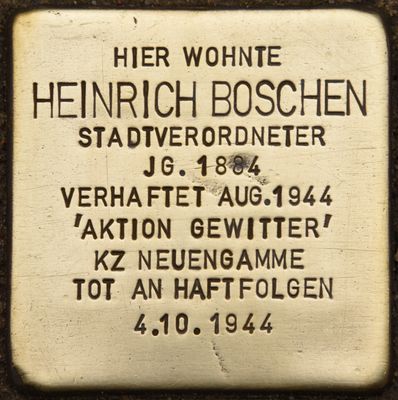 HIER WOHNTE
HEINRICH BOSCHEN
STADTVERORDNETER
JG. 1884
VERHAFTET AUG.1944
'AKTION GEWITTER'
KZ NEUENGAMME
TOT AN HAFTFOLGEN
4.10. 1944